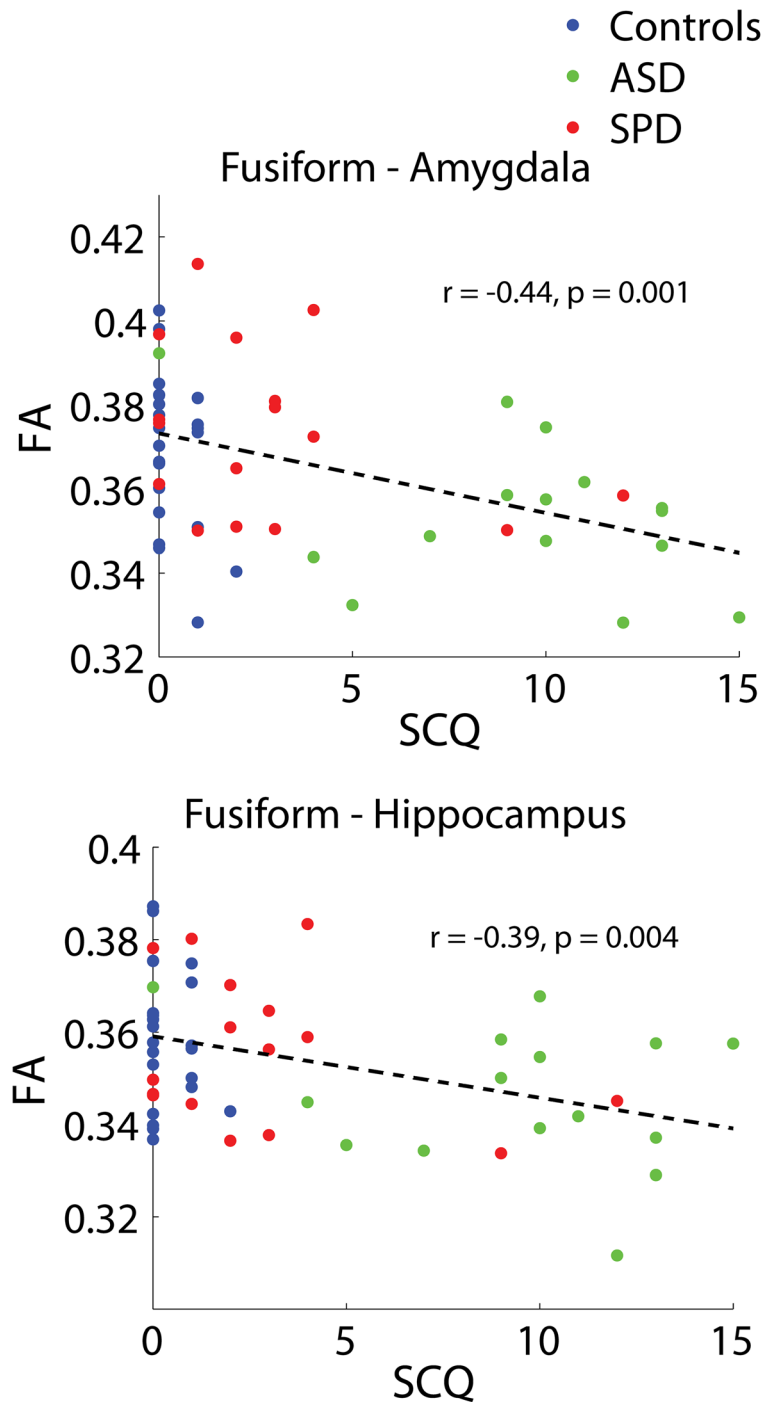 Controls
ASD
SPD
Fusiform - Amygdala
r = -0.44, p = 0.001
FA
0.42
0.4
0.38
0.36
0.34
0.32
0 5 10 15
SCQ
Fusiform - Hippocampus
r = -0.39, p = 0.004
FA
0.4
0.38
0.36
0.34
0.32
0 5 10 15
SCQ